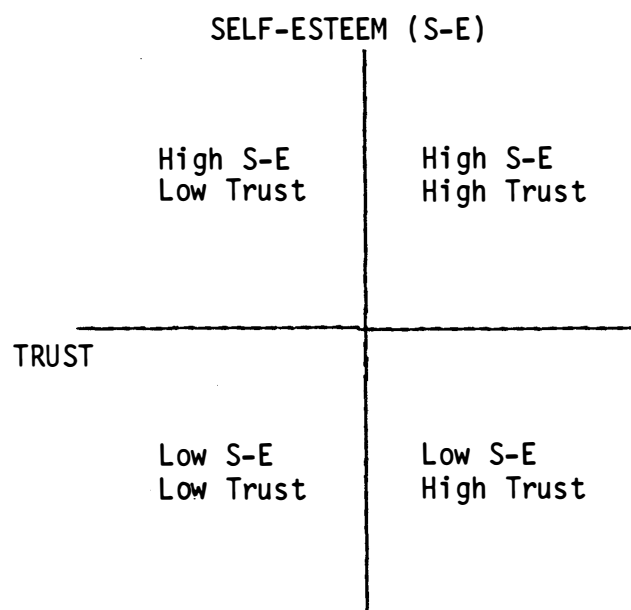 SELF-ESTEEM (S-E)
High S-E
Low Trust
High S-E
High Trust
TRUST
Low S-E
Low Trust
Low S-E
High Trust